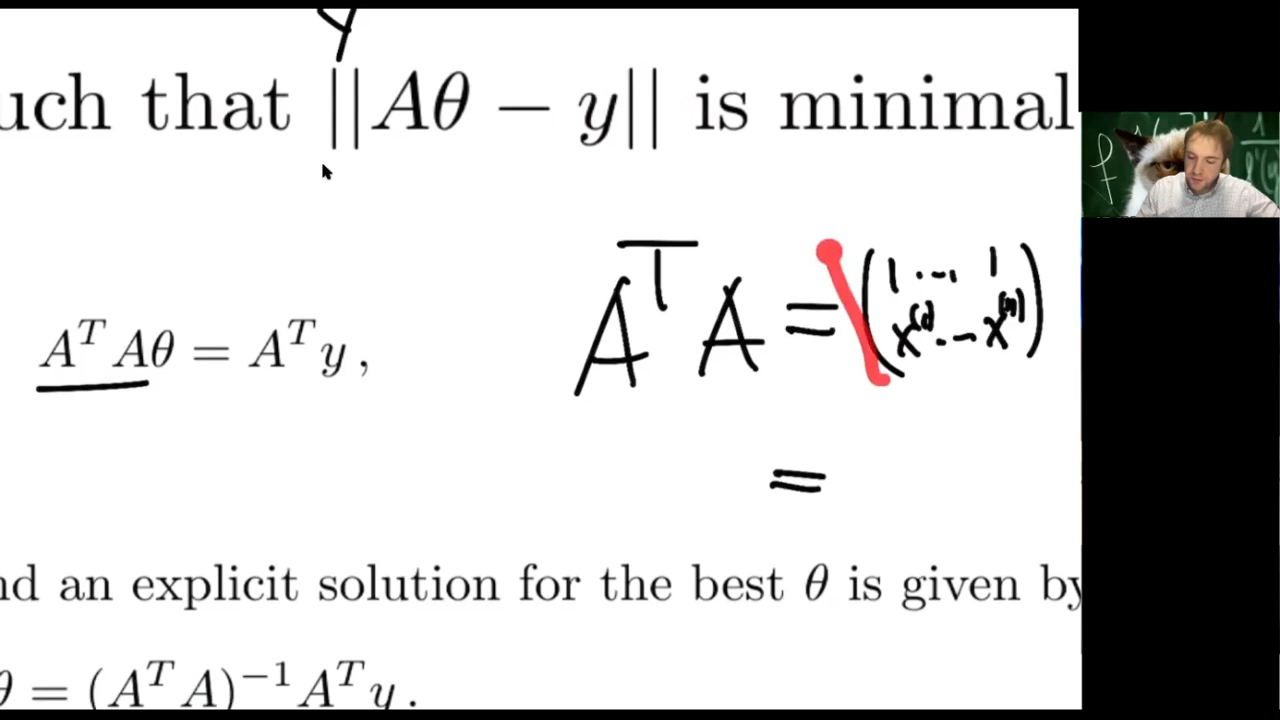 y
uch that ||Aθ − y|| is minimal
A^T A = (1 ... 1
x^(1) ... x^(n))
A^T Aθ = A^T y ,
=
nd an explicit solution for the best θ is given by
θ = (A^T A)^−1 A^T y .